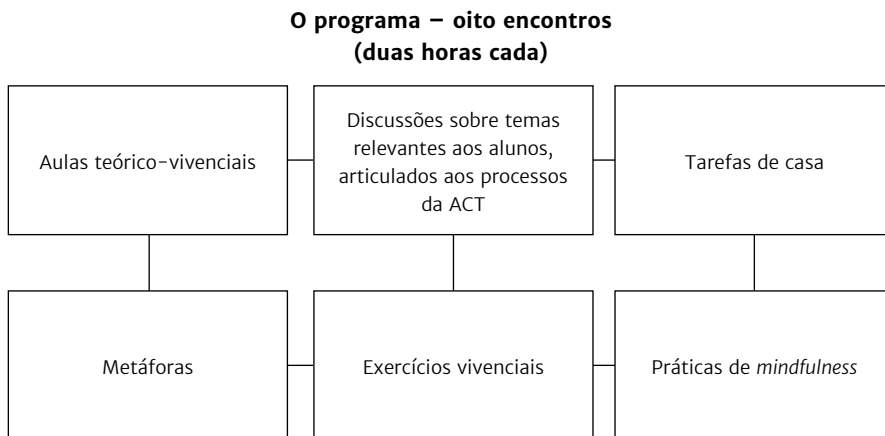 O programa – oito encontros
(duas horas cada)
Aulas teórico-vivenciais
Discussões sobre temas
relevantes aos alunos,
articulados aos processos
da ACT
Tarefas de casa
Metáforas
Exercícios vivenciais
Práticas de mindfulness